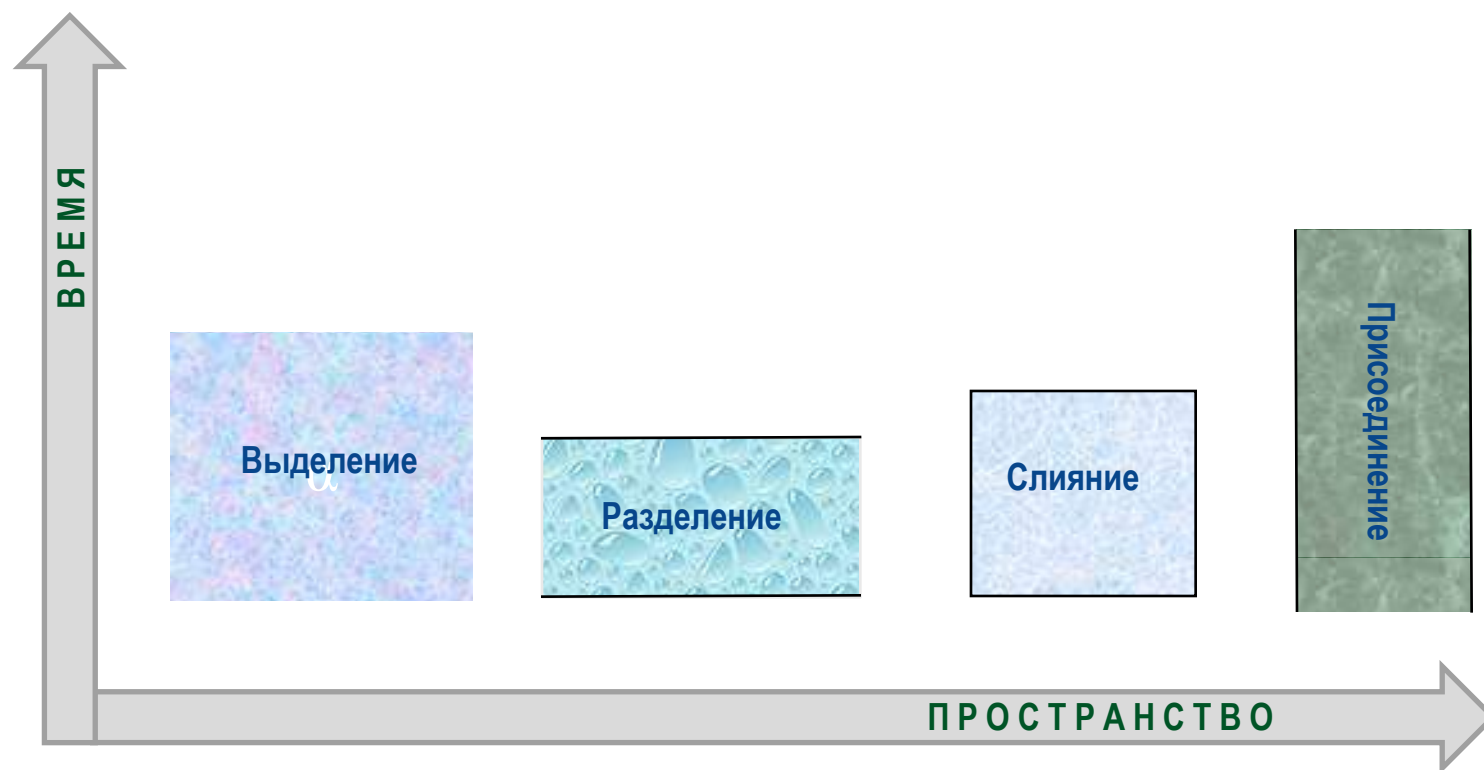 ВРЕМЯ
Выделение
α
Разделение
Слияние
Присоединение
ПРОСТРАНСТВО